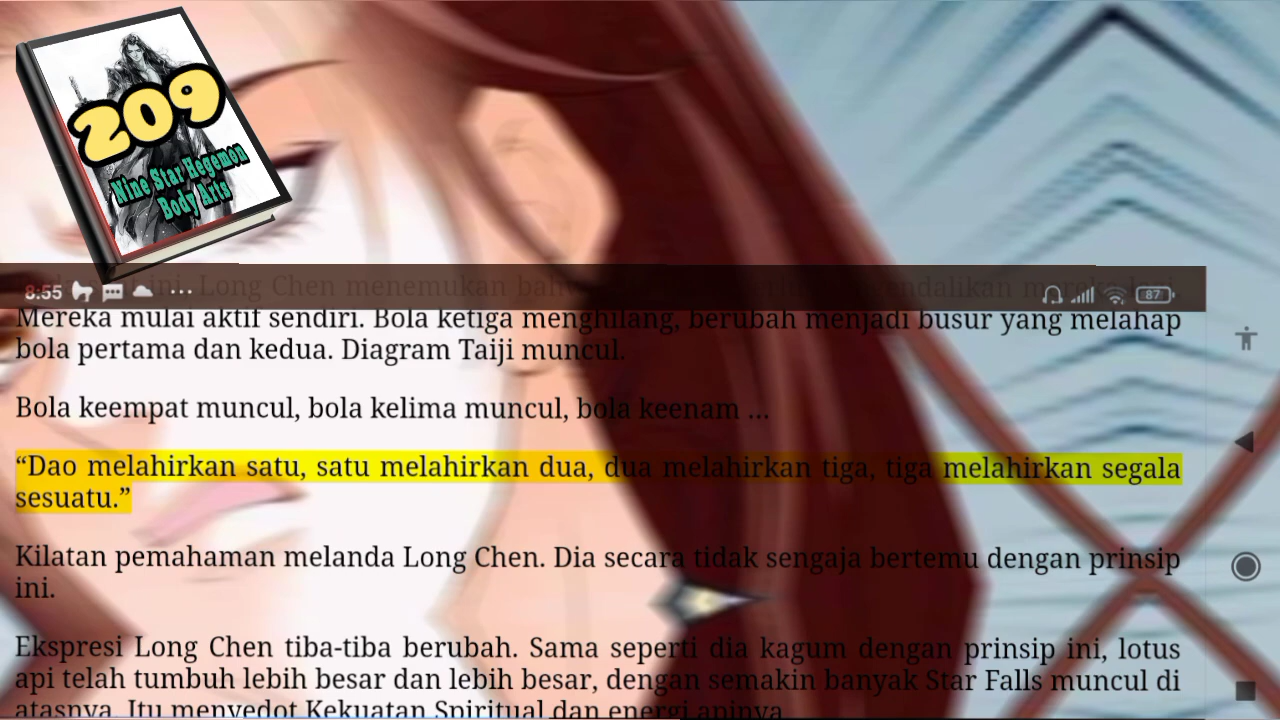 209
Nine Star Hegemon
Body Arts
ini, Long Chen menemukan
8:55
87
Mereka mulai aktif sendiri. Bola ketiga menghilang, berubah menjadi busur yang melahap
bola pertama dan kedua. Diagram Taiji muncul.
Bola keempat muncul, bola kelima muncul, bola keenam ...
“Dao melahirkan satu, satu melahirkan dua, dua melahirkan tiga, tiga melahirkan segala
sesuatu.”
Kilatan pemahaman melanda Long Chen. Dia secara tidak sengaja bertemu dengan prinsip
ini.
Ekspresi Long Chen tiba-tiba berubah. Sama seperti dia kagum dengan prinsip ini, lotus
api telah tumbuh lebih besar dan lebih besar, dengan semakin banyak Star Falls muncul di
atasnya. Itu menyedot Kekuatan Spiritual dan energi apinya